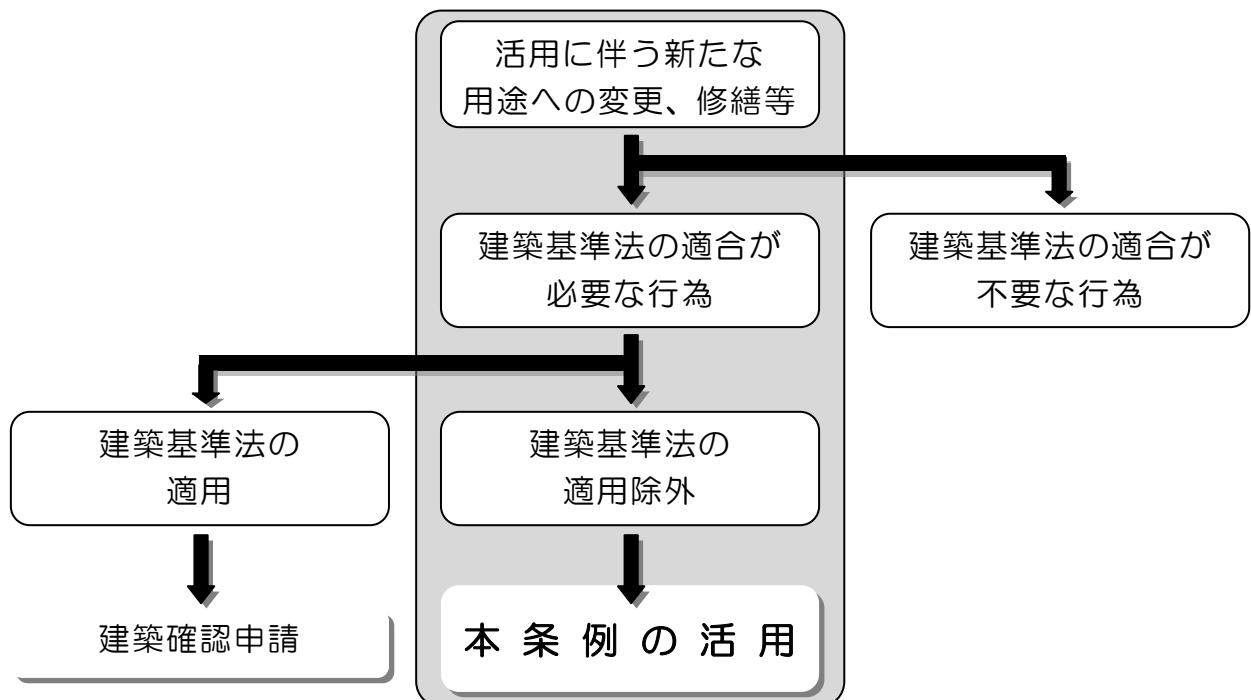 活用に伴う新たな
用途への変更、修繕等
建築基準法の適合が
必要な行為
建築基準法の適合が
不要な行為
建築基準法の
適用
建築基準法の
適用除外
建築確認申請
本条例の活用